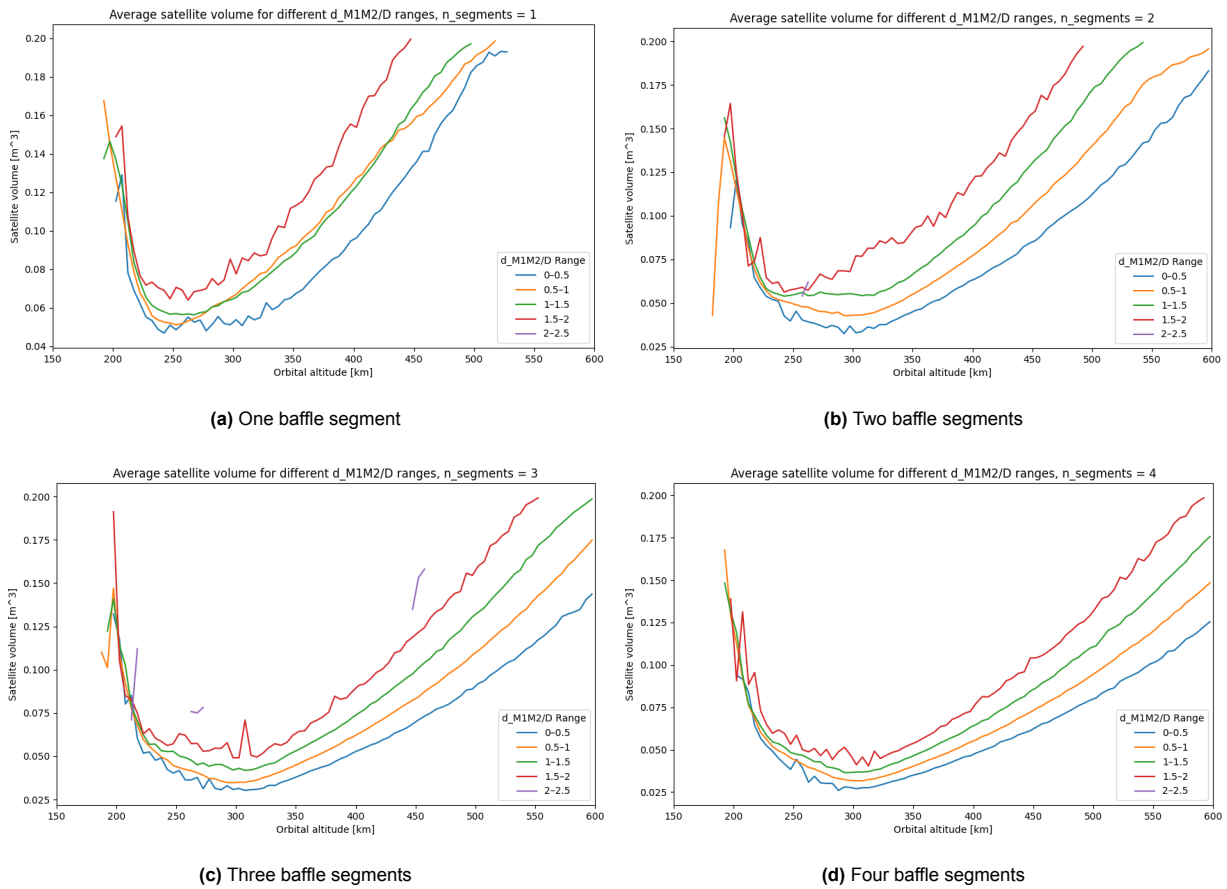 Average satellite volume for different d_M1M2/D ranges, n_segments = 1
0.20
0.18
0.16
0.14
0.12
0.10
0.08
0.06
0.04
Satellite volume [m^3]
150 200 250 300 350 400 450 500 550 600
Orbital altitude [km]
d_M1M2/D Range
0–0.5
0.5–1
1–1.5
1.5–2
2–2.5
(a) One baffle segment
Average satellite volume for different d_M1M2/D ranges, n_segments = 2
0.200
0.175
0.150
0.125
0.100
0.075
0.050
0.025
Satellite volume [m^3]
150 200 250 300 350 400 450 500 550 600
Orbital altitude [km]
d_M1M2/D Range
0–0.5
0.5–1
1–1.5
1.5–2
2–2.5
(b) Two baffle segments
Average satellite volume for different d_M1M2/D ranges, n_segments = 3
0.200
0.175
0.150
0.125
0.100
0.075
0.050
0.025
Satellite volume [m^3]
150 200 250 300 350 400 450 500 550 600
Orbital altitude [km]
d_M1M2/D Range
0–0.5
0.5–1
1–1.5
1.5–2
2–2.5
(c) Three baffle segments
Average satellite volume for different d_M1M2/D ranges, n_segments = 4
0.200
0.175
0.150
0.125
0.100
0.075
0.050
0.025
Satellite volume [m^3]
150 200 250 300 350 400 450 500 550 600
Orbital altitude [km]
d_M1M2/D Range
0–0.5
0.5–1
1–1.5
1.5–2
2–2.5
(d) Four baffle segments